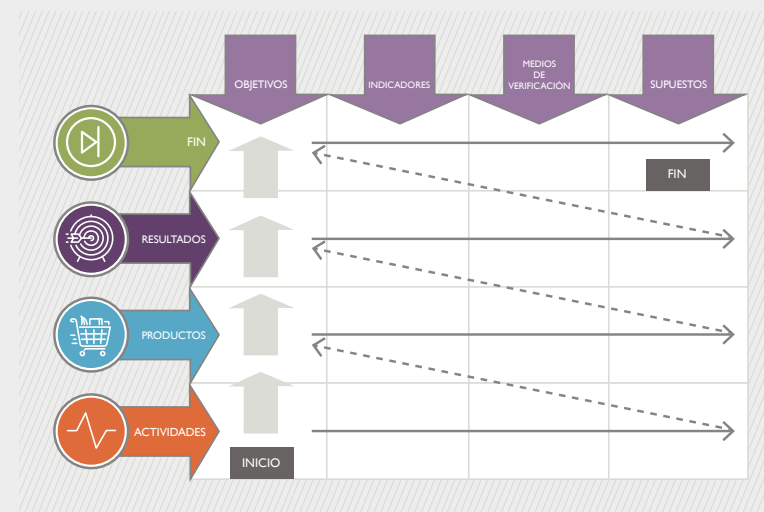 OBJETIVOS
INDICADORES
MEDIOS
DE
VERIFICACIÓN
SUPUESTOS
FIN
FIN
RESULTADOS
PRODUCTOS
ACTIVIDADES
INICIO